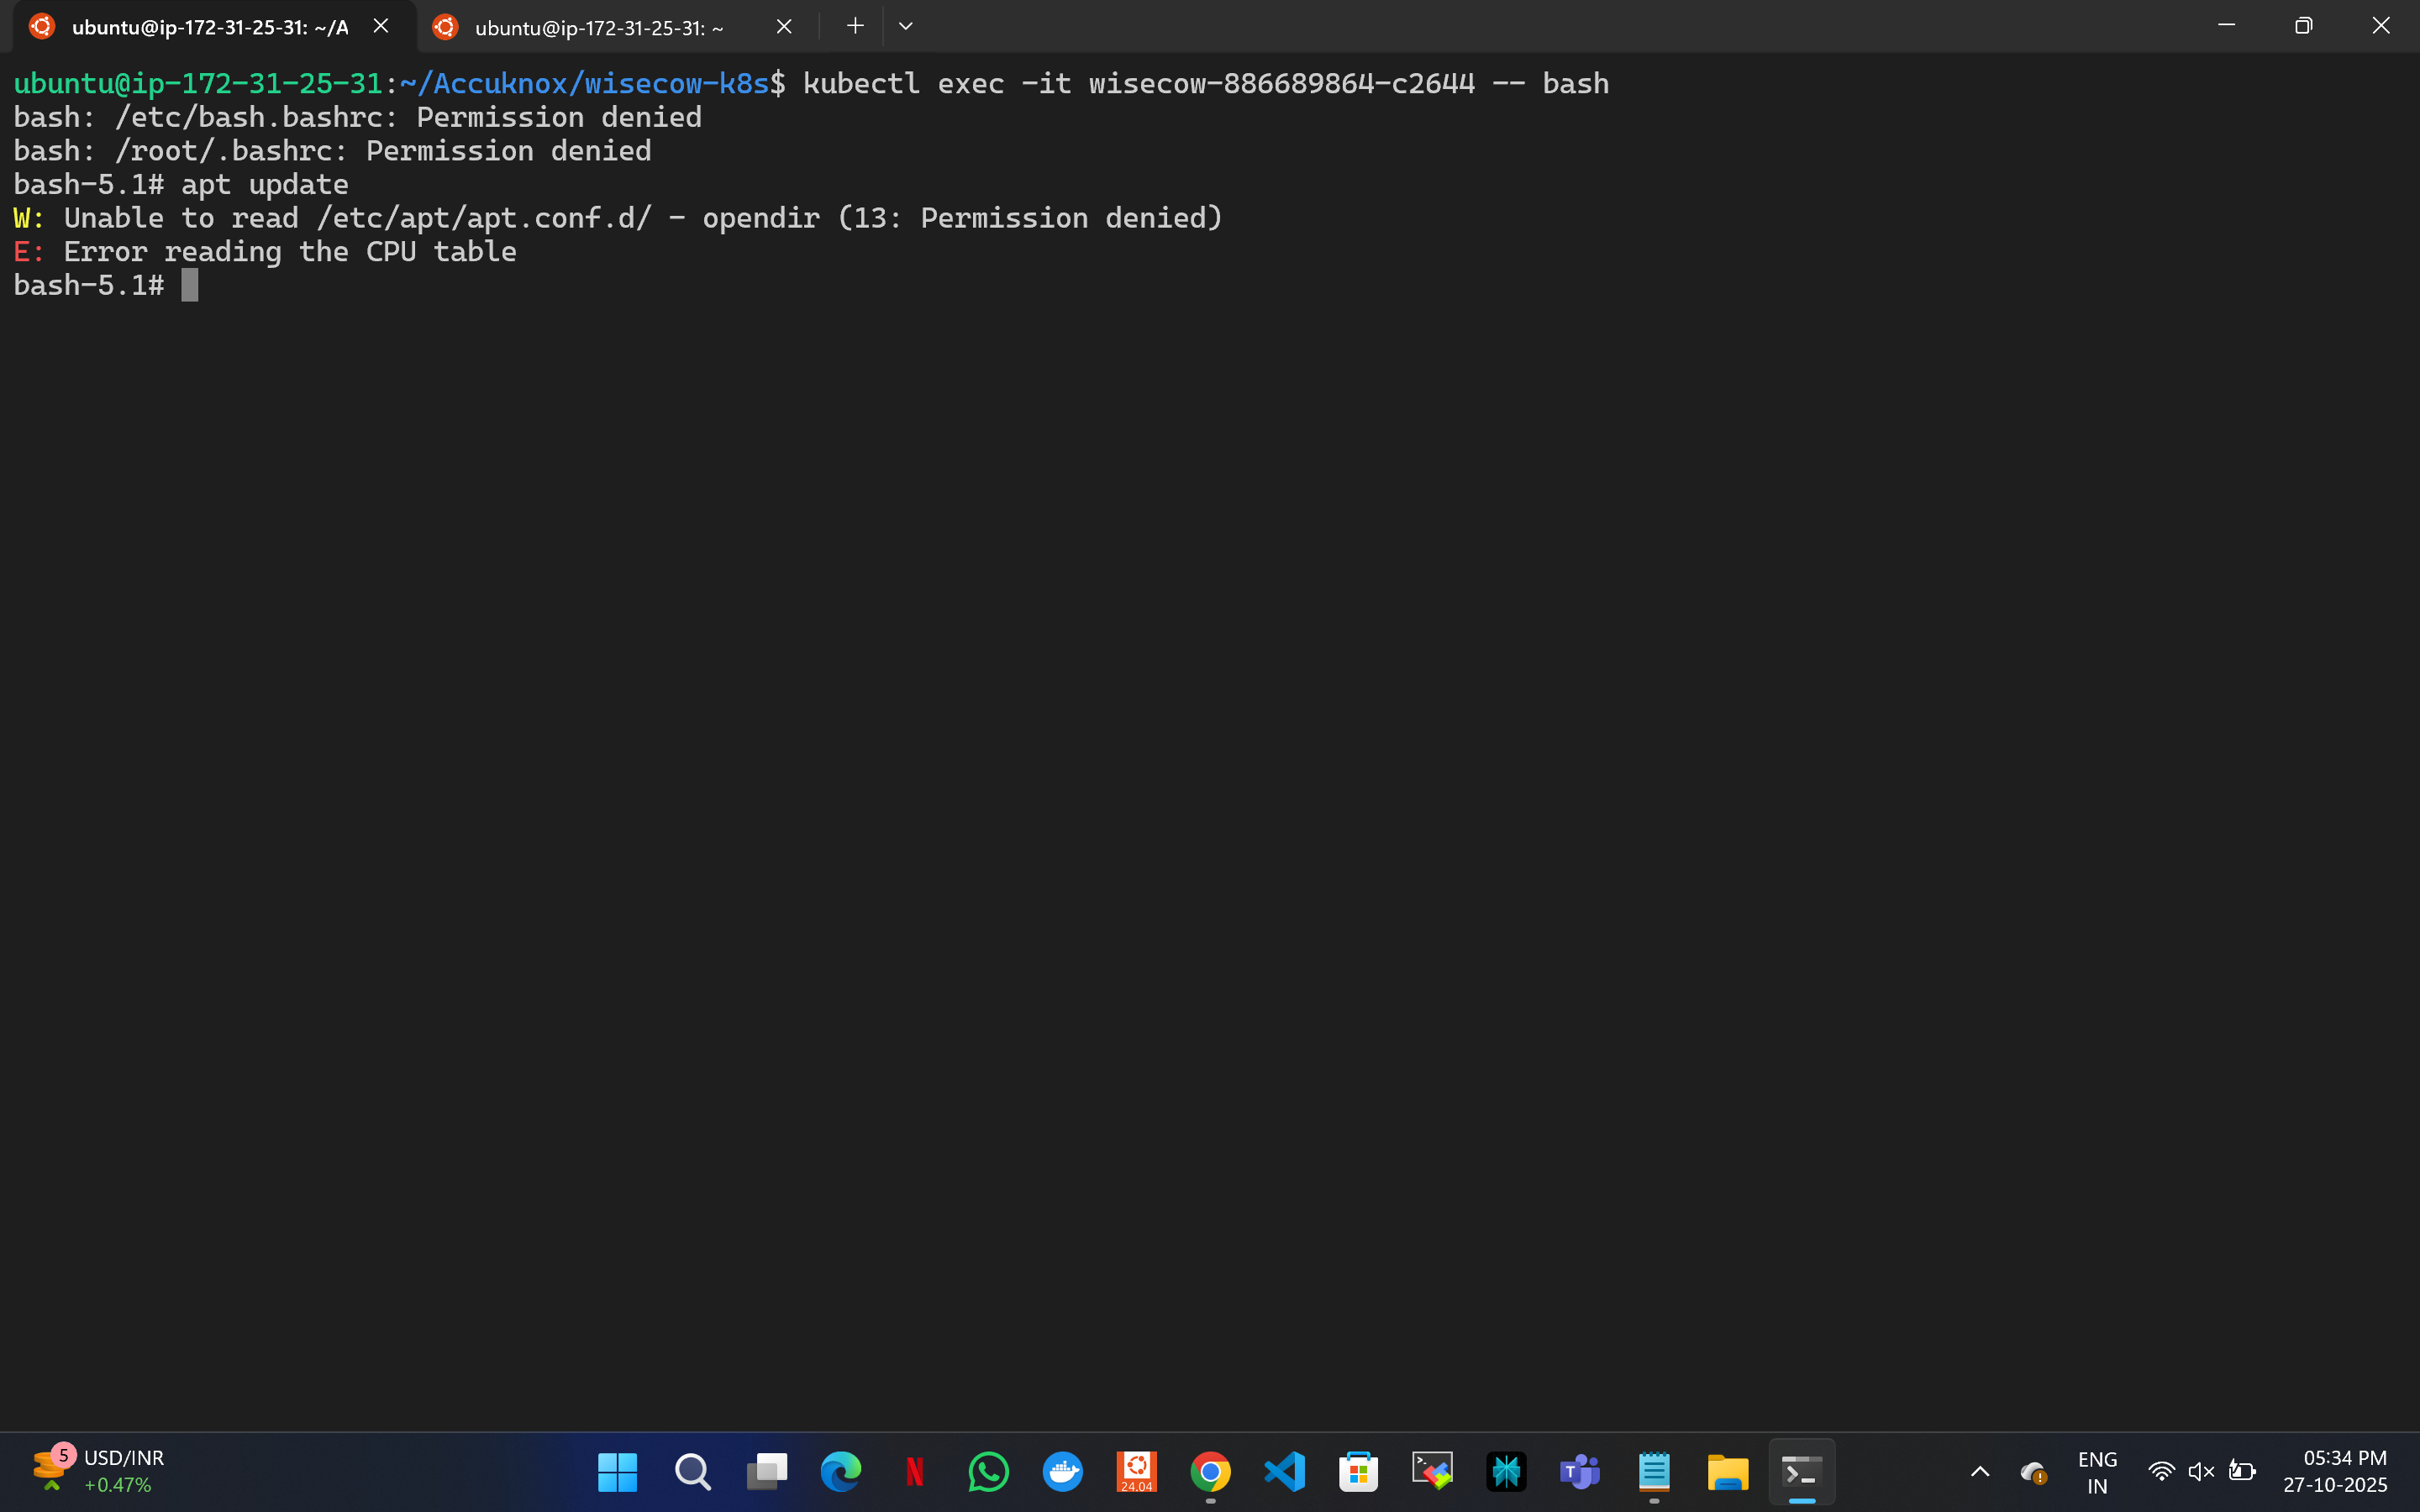 ubuntu@ip-172-31-25-31: ~/A
ubuntu@ip-172-31-25-31: ~
ubuntu@ip-172-31-25-31:~/Accuknox/wisecow-k8s$ kubectl exec -it wisecow-886689864-c2644 -- bash
bash: /etc/bash.bashrc: Permission denied
bash: /root/.bashrc: Permission denied
bash-5.1# apt update
W: Unable to read /etc/apt/apt.conf.d/ - opendir (13: Permission denied)
E: Error reading the CPU table
bash-5.1#
5
USD/INR
+0.47%
24.04
ENG
IN
05:34 PM
27-10-2025